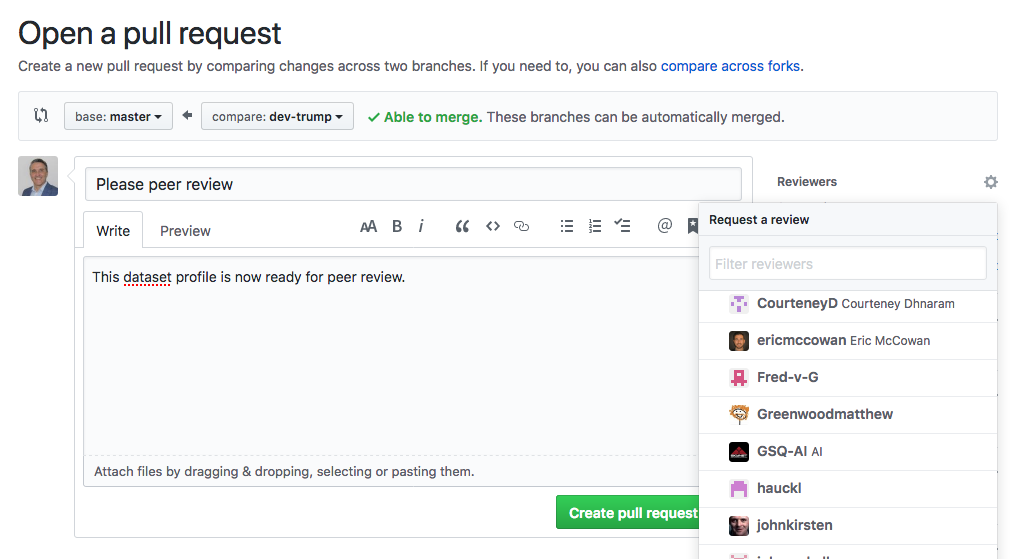 Open a pull request
Create a new pull request by comparing changes across two branches. If you need to, you can also compare across forks.
base: master
compare: dev-trump
Able to merge. These branches can be automatically merged.
Please peer review
Reviewers
Request a review
Filter reviewers
Write
Preview
AA B i
@
This dataset profile is now ready for peer review.
CourteneyD Courteney Dhnaram
ericmccowan Eric McCowan
Fred-v-G
Greenwoodmatthew
GSQ-AI AI
hauckl
johnkirsten
Attach files by dragging & dropping, selecting or pasting them.
Create pull request